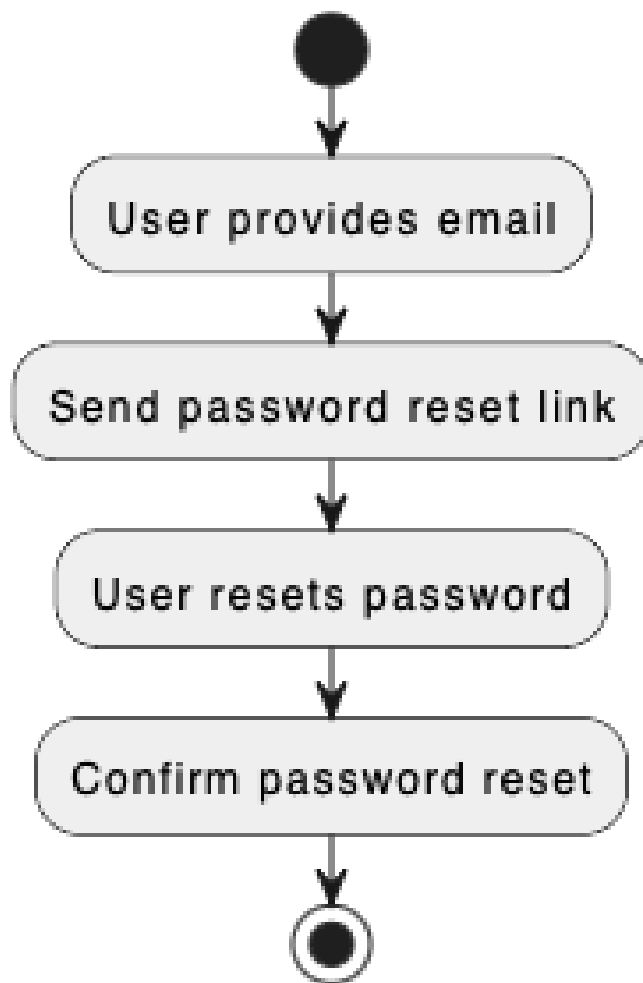 User provides email
Send password reset link
User resets password
Confirm password reset